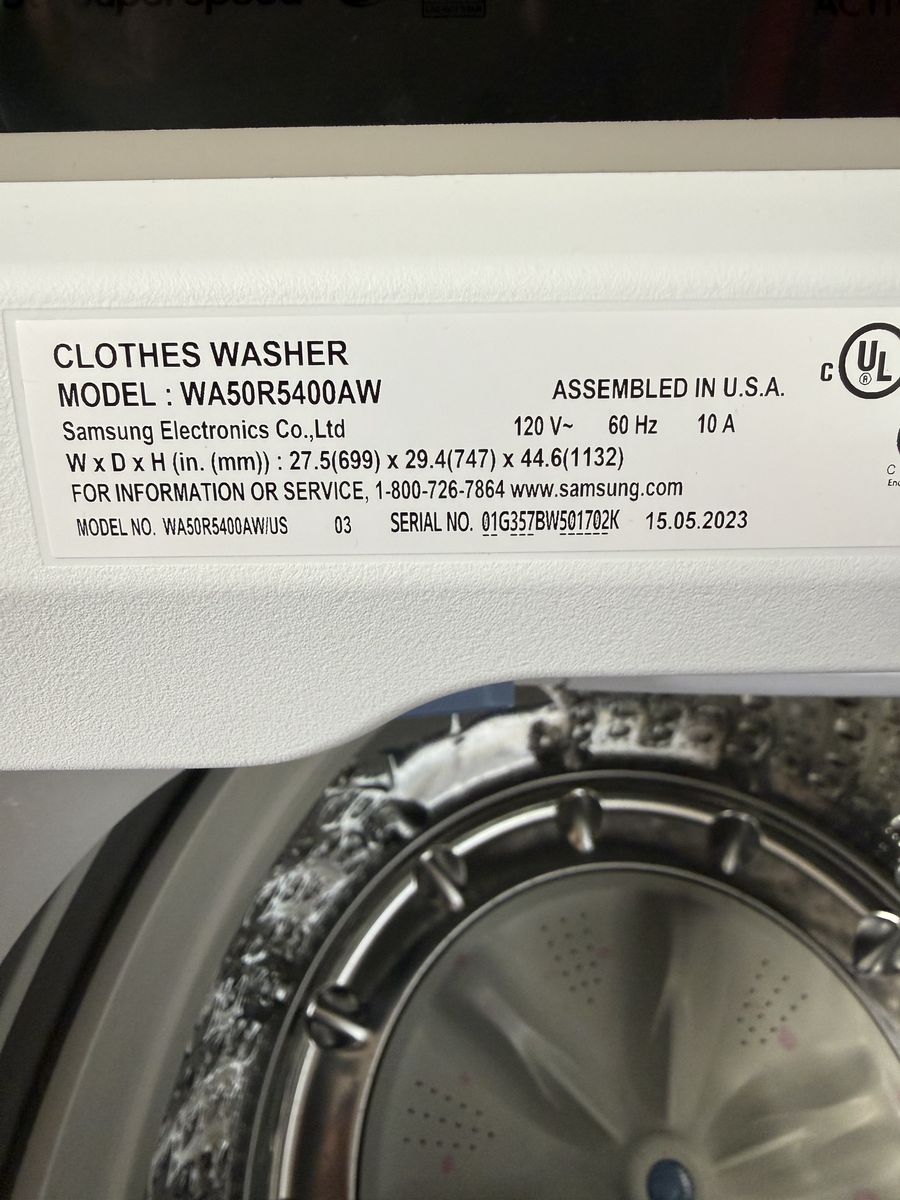 CLOTHES WASHER
MODEL : WA50R5400AW
ASSEMBLED IN U.S.A.
C UL ®
Samsung Electronics Co.,Ltd
120 V~ 60 Hz 10 A
W x D x H (in. (mm)) : 27.5(699) x 29.4(747) x 44.6(1132)
FOR INFORMATION OR SERVICE, 1-800-726-7864 www.samsung.com
MODEL NO. WA50R5400AW/US 03 SERIAL NO. 01G357BW501702K 15.05.2023